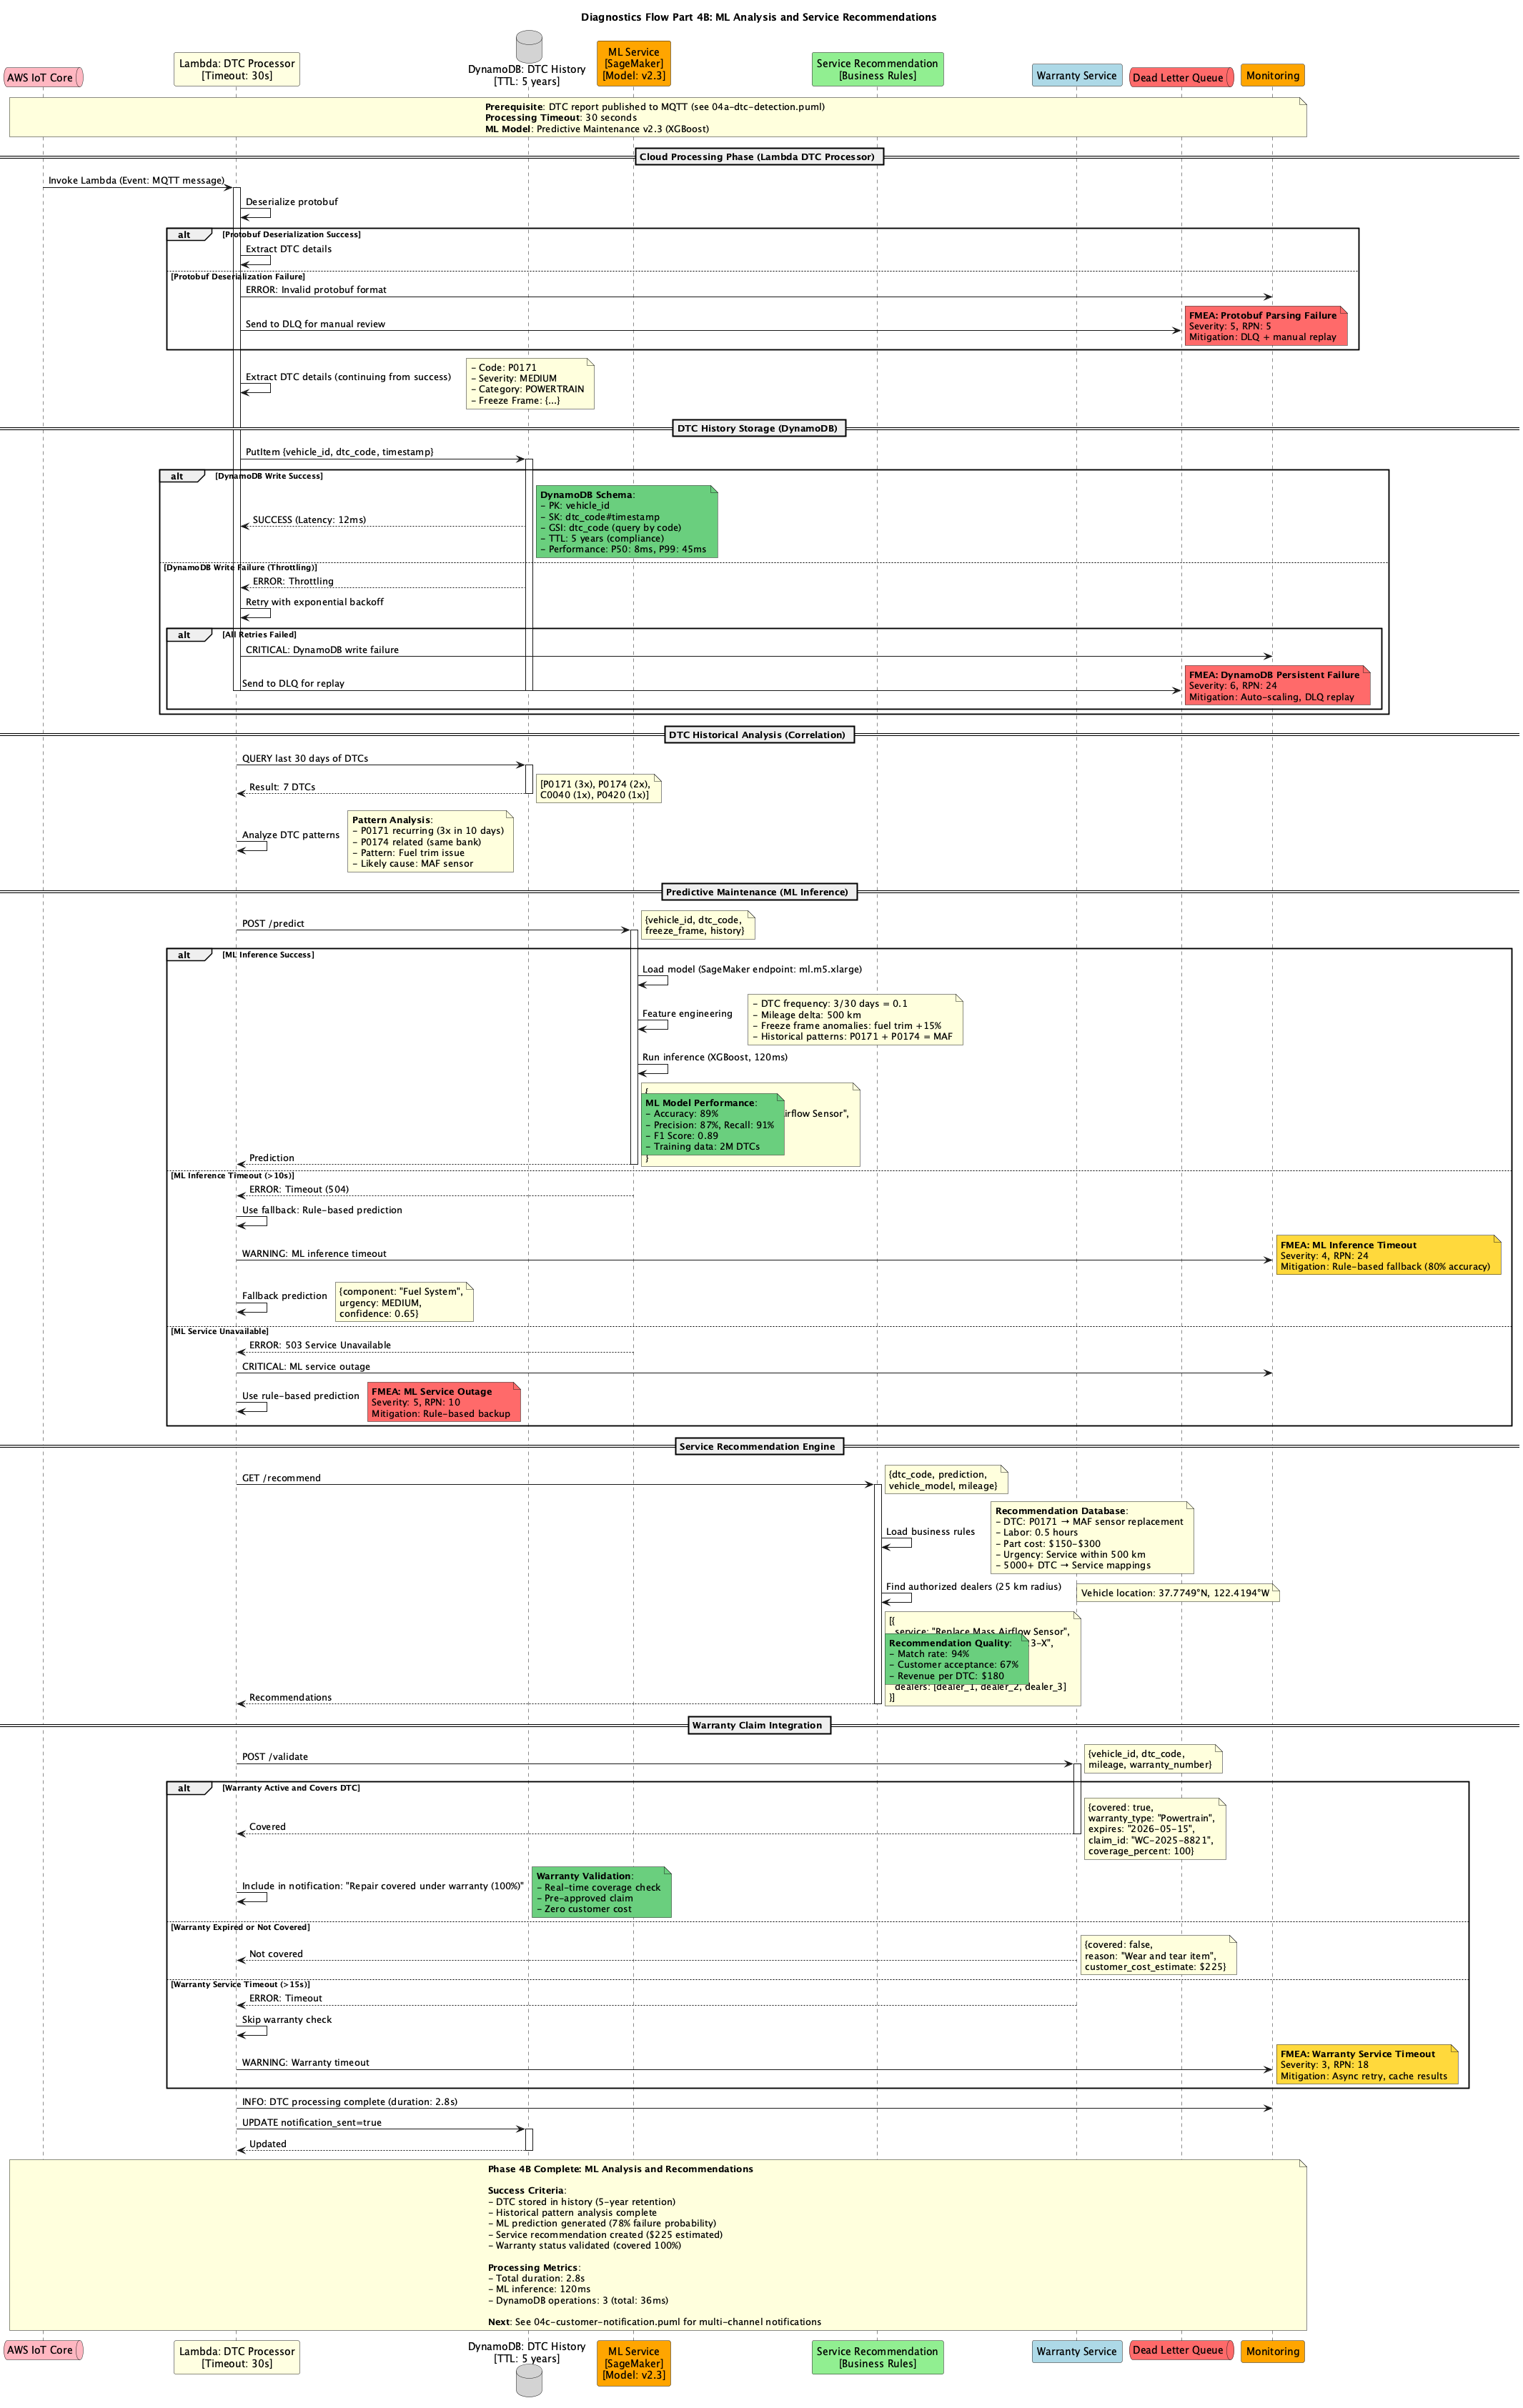 Diagnostics Flow Part 4B: ML Analysis and Service Recommendations
AWS IoT Core
Lambda: DTC Processor
[Timeout: 30s]
DynamoDB: DTC History
[TTL: 5 years]
ML Service
[SageMaker]
[Model: v2.3]
Service Recommendation
[Business Rules]
Warranty Service
Dead Letter Queue
Monitoring
Prerequisite: DTC report published to MQTT (see 04a-dtc-detection.puml)
Processing Timeout: 30 seconds
ML Model: Predictive Maintenance v2.3 (XGBoost)
Cloud Processing Phase (Lambda DTC Processor)
Invoke Lambda (Event: MQTT message)
Deserialize protobuf
alt [Protobuf Deserialization Success]
Extract DTC details
[Protobuf Deserialization Failure]
ERROR: Invalid protobuf format
Send to DLQ for manual review
FMEA: Protobuf Parsing Failure
Severity: 5, RPN: 5
Mitigation: DLQ + manual replay
Extract DTC details (continuing from success)
- Code: P0171
- Severity: MEDIUM
- Category: POWERTRAIN
- Freeze Frame: {...}
DTC History Storage (DynamoDB)
PutItem {vehicle_id, dtc_code, timestamp}
alt [DynamoDB Write Success]
SUCCESS (Latency: 12ms)
DynamoDB Schema:
- PK: vehicle_id
- SK: dtc_code#timestamp
- GSI: dtc_code (query by code)
- TTL: 5 years (compliance)
- Performance: P50: 8ms, P99: 45ms
[DynamoDB Write Failure (Throttling)]
ERROR: Throttling
Retry with exponential backoff
alt [All Retries Failed]
CRITICAL: DynamoDB write failure
Send to DLQ for replay
FMEA: DynamoDB Persistent Failure
Severity: 6, RPN: 24
Mitigation: Auto-scaling, DLQ replay
DTC Historical Analysis (Correlation)
QUERY last 30 days of DTCs
Result: 7 DTCs
[P0171 (3x), P0174 (2x),
C0040 (1x), P0420 (1x)]
Analyze DTC patterns
Pattern Analysis:
- P0171 recurring (3x in 10 days)
- P0174 related (same bank)
- Pattern: Fuel trim issue
- Likely cause: MAF sensor
Predictive Maintenance (ML Inference)
POST /predict
{vehicle_id, dtc_code,
freeze_frame, history}
alt [ML Inference Success]
Load model (SageMaker endpoint: ml.m5.xlarge)
Feature engineering
- DTC frequency: 3/30 days = 0.1
- Mileage delta: 500 km
- Freeze frame anomalies: fuel trim +15%
- Historical patterns: P0171 + P0174 = MAF
Run inference (XGBoost, 120ms)
Prediction
{
Sensor",
}
ML Model Performance:
- Accuracy: 89%
- Precision: 87%, Recall: 91%
- F1 Score: 0.89
- Training data: 2M DTCs
[ML Inference Timeout (>10s)]
ERROR: Timeout (504)
Use fallback: Rule-based prediction
WARNING: ML inference timeout
FMEA: ML Inference Timeout
Severity: 4, RPN: 24
Mitigation: Rule-based fallback (80% accuracy)
Fallback prediction
{component: "Fuel System",
urgency: MEDIUM,
confidence: 0.65}
[ML Service Unavailable]
ERROR: 503 Service Unavailable
CRITICAL: ML service outage
Use rule-based prediction
FMEA: ML Service Outage
Severity: 5, RPN: 10
Mitigation: Rule-based backup
Service Recommendation Engine
GET /recommend
{dtc_code, prediction,
vehicle_model, mileage}
Load business rules
Recommendation Database:
- DTC: P0171 → MAF sensor replacement
- Labor: 0.5 hours
- Part cost: $150-$300
- Urgency: Service within 500 km
- 5000+ DTC → Service mappings
Find authorized dealers (25 km radius)
Vehicle location: 37.7749°N, 122.4194°W
Recommendations
[{
service: "Replace Mass Airflow Sensor",
3-X",
dealers: [dealer_1, dealer_2, dealer_3]
}]
Recommendation Quality:
- Match rate: 94%
- Customer acceptance: 67%
- Revenue per DTC: $180
Warranty Claim Integration
POST /validate
{vehicle_id, dtc_code,
mileage, warranty_number}
alt [Warranty Active and Covers DTC]
Covered
{covered: true,
warranty_type: "Powertrain",
expires: "2026-05-15",
claim_id: "WC-2025-8821",
coverage_percent: 100}
Include in notification: "Repair covered under warranty (100%)"
Warranty Validation:
- Real-time coverage check
- Pre-approved claim
- Zero customer cost
[Warranty Expired or Not Covered]
Not covered
{covered: false,
reason: "Wear and tear item",
customer_cost_estimate: $225}
[Warranty Service Timeout (>15s)]
ERROR: Timeout
Skip warranty check
WARNING: Warranty timeout
FMEA: Warranty Service Timeout
Severity: 3, RPN: 18
Mitigation: Async retry, cache results
INFO: DTC processing complete (duration: 2.8s)
UPDATE notification_sent=true
Updated
Phase 4B Complete: ML Analysis and Recommendations
Success Criteria:
- DTC stored in history (5-year retention)
- Historical pattern analysis complete
- ML prediction generated (78% failure probability)
- Service recommendation created ($225 estimated)
- Warranty status validated (covered 100%)
Processing Metrics:
- Total duration: 2.8s
- ML inference: 120ms
- DynamoDB operations: 3 (total: 36ms)
Next: See 04c-customer-notification.puml for multi-channel notifications
AWS IoT Core
Lambda: DTC Processor
[Timeout: 30s]
DynamoDB: DTC History
[TTL: 5 years]
ML Service
[SageMaker]
[Model: v2.3]
Service Recommendation
[Business Rules]
Warranty Service
Dead Letter Queue
Monitoring